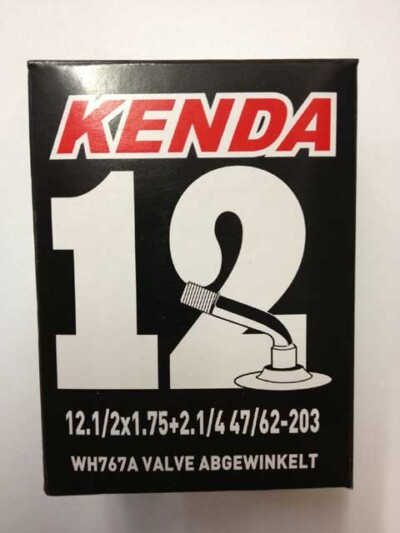 KENDA
12
12.1/2x1.75+2.1/4 47/62-203
WH767A VALVE ABGEWINKELT